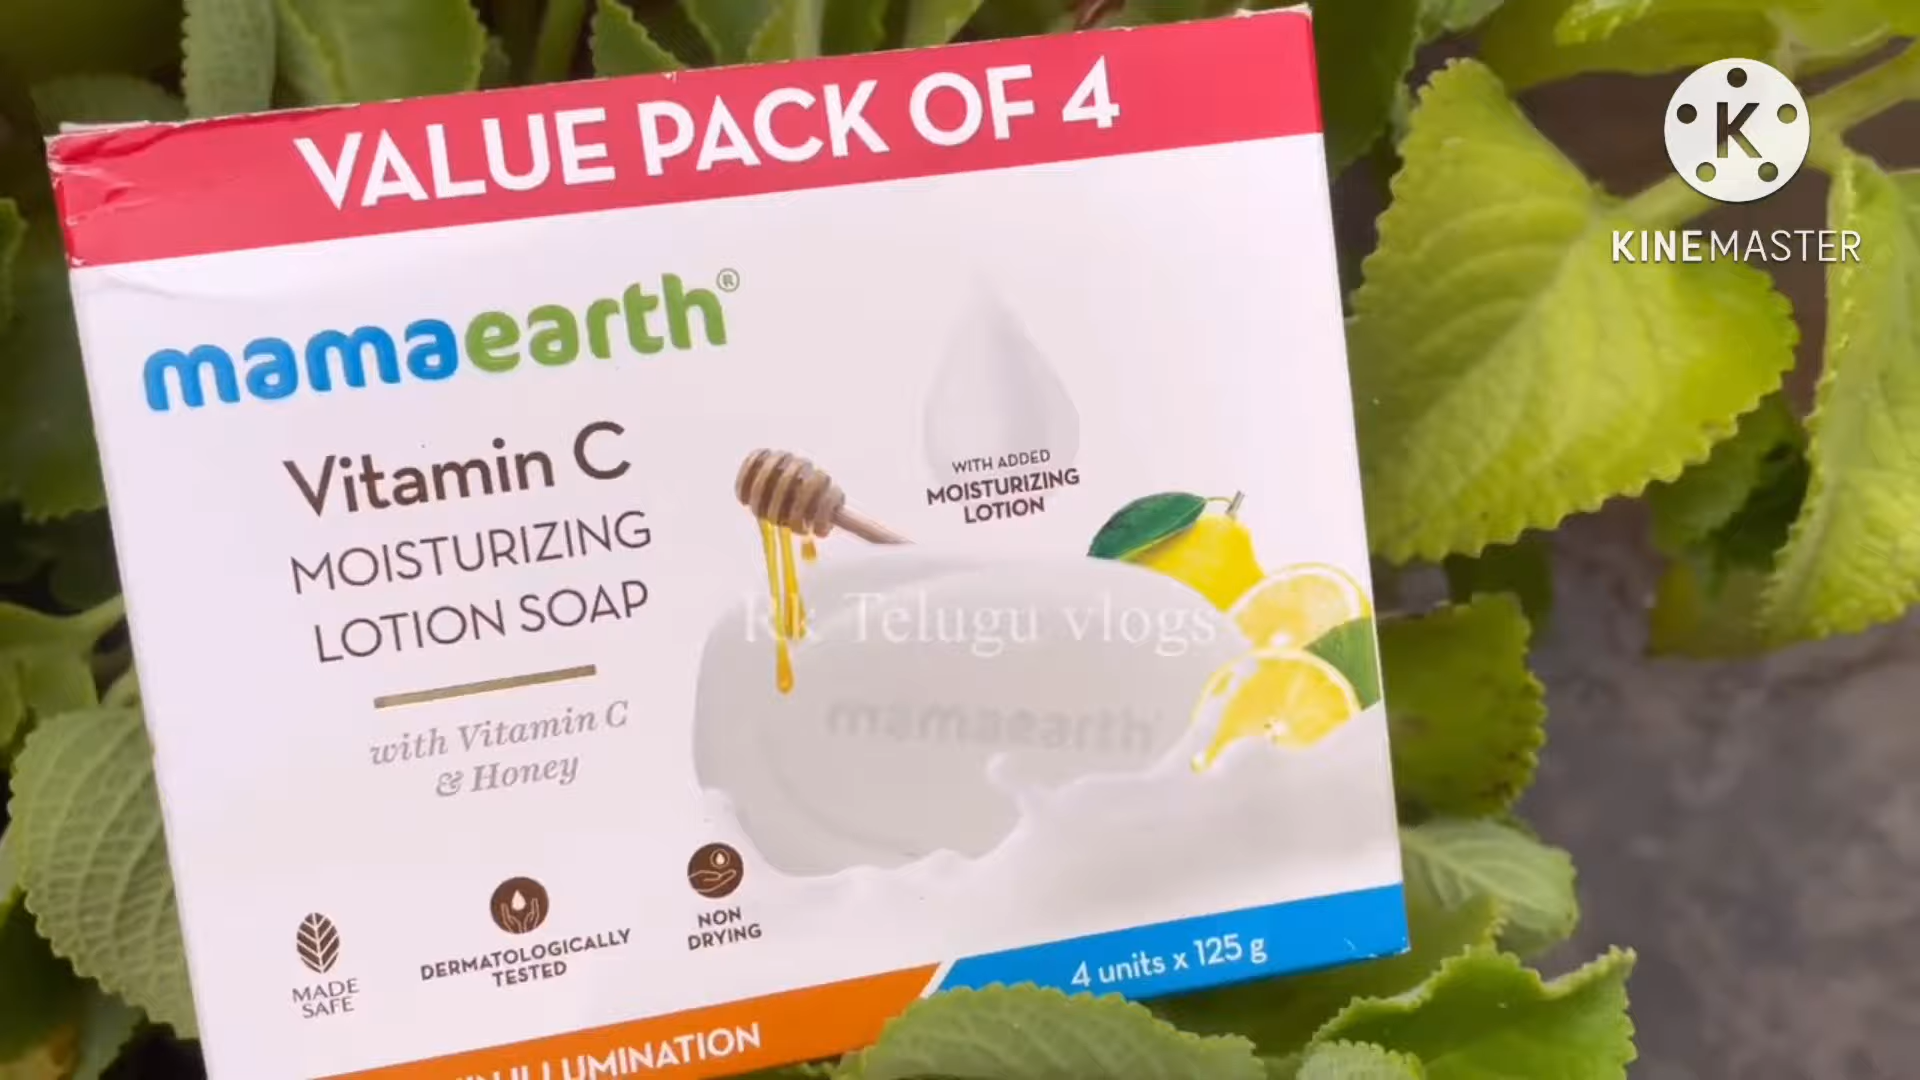 VALUE PACK OF 4
K
KINEMASTER
mamaearth®
Vitamin C
MOISTURIZING
LOTION SOAP
with Vitamin C
& Honey
WITH ADDED
MOISTURIZING
LOTION
Rk Telugu vlogs
mamaearth
MADE
SAFE
DERMATOLOGICALLY
TESTED
NON
DRYING
4 units x 125 g
ILLUMINATION